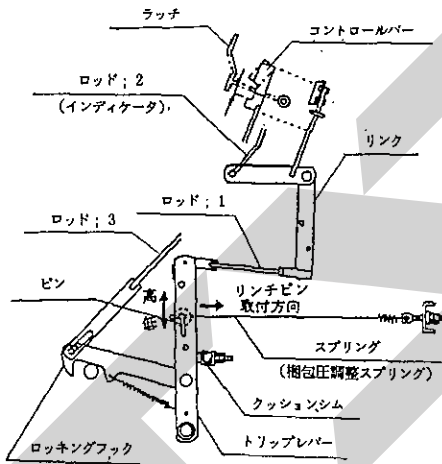 ラッチ
コントロールバー
ロッド；2
(インディケータ)
リンク
ロッド；1
ロッド；3
ピン
高
低
リンチピン
取付方向
スプリング
(梱包圧調整スプリング)
クッションシム
トリップレバー
ロッキングフック